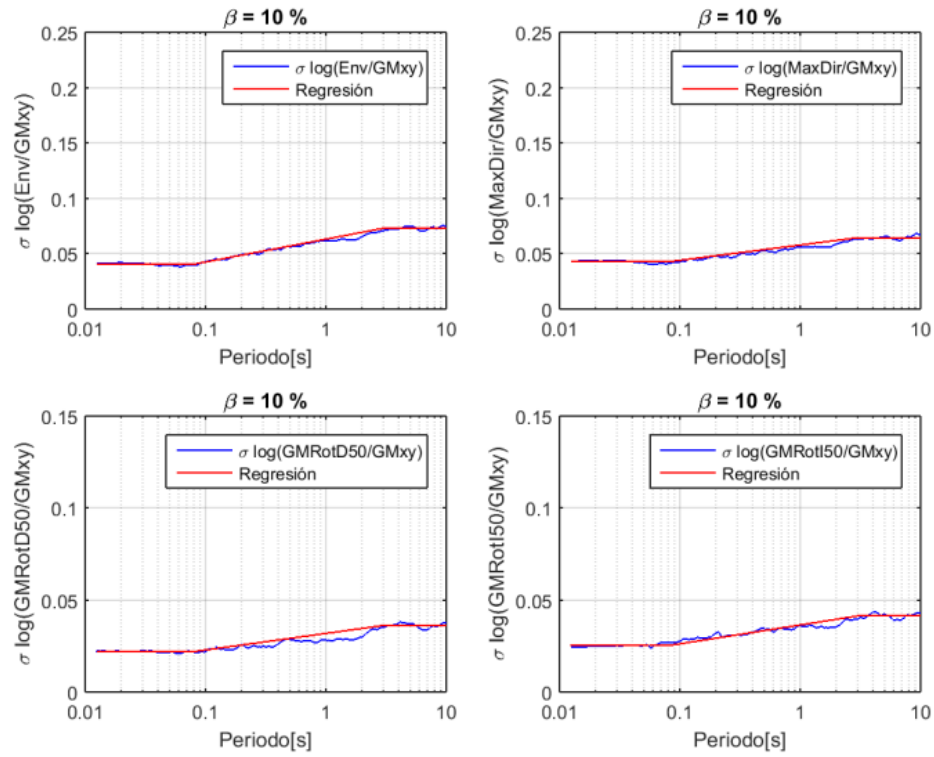 β = 10 %
0.25
0.2
0.15
0.1
0.05
0
σ log(Env/GMxy)
σ log(Env/GMxy)
Regresión
0.01
0.1
1
10
Periodo[s]
β = 10 %
0.25
0.2
0.15
0.1
0.05
0
σ log(MaxDir/GMxy)
σ log(MaxDir/GMxy)
Regresión
0.01
0.1
1
10
Periodo[s]
β = 10 %
0.15
0.1
0.05
0
σ log(GMRotD50/GMxy)
σ log(GMRotD50/GMxy)
Regresión
0.01
0.1
1
10
Periodo[s]
β = 10 %
0.15
0.1
0.05
0
σ log(GMRotI50/GMxy)
σ log(GMRotI50/GMxy)
Regresión
0.01
0.1
1
10
Periodo[s]